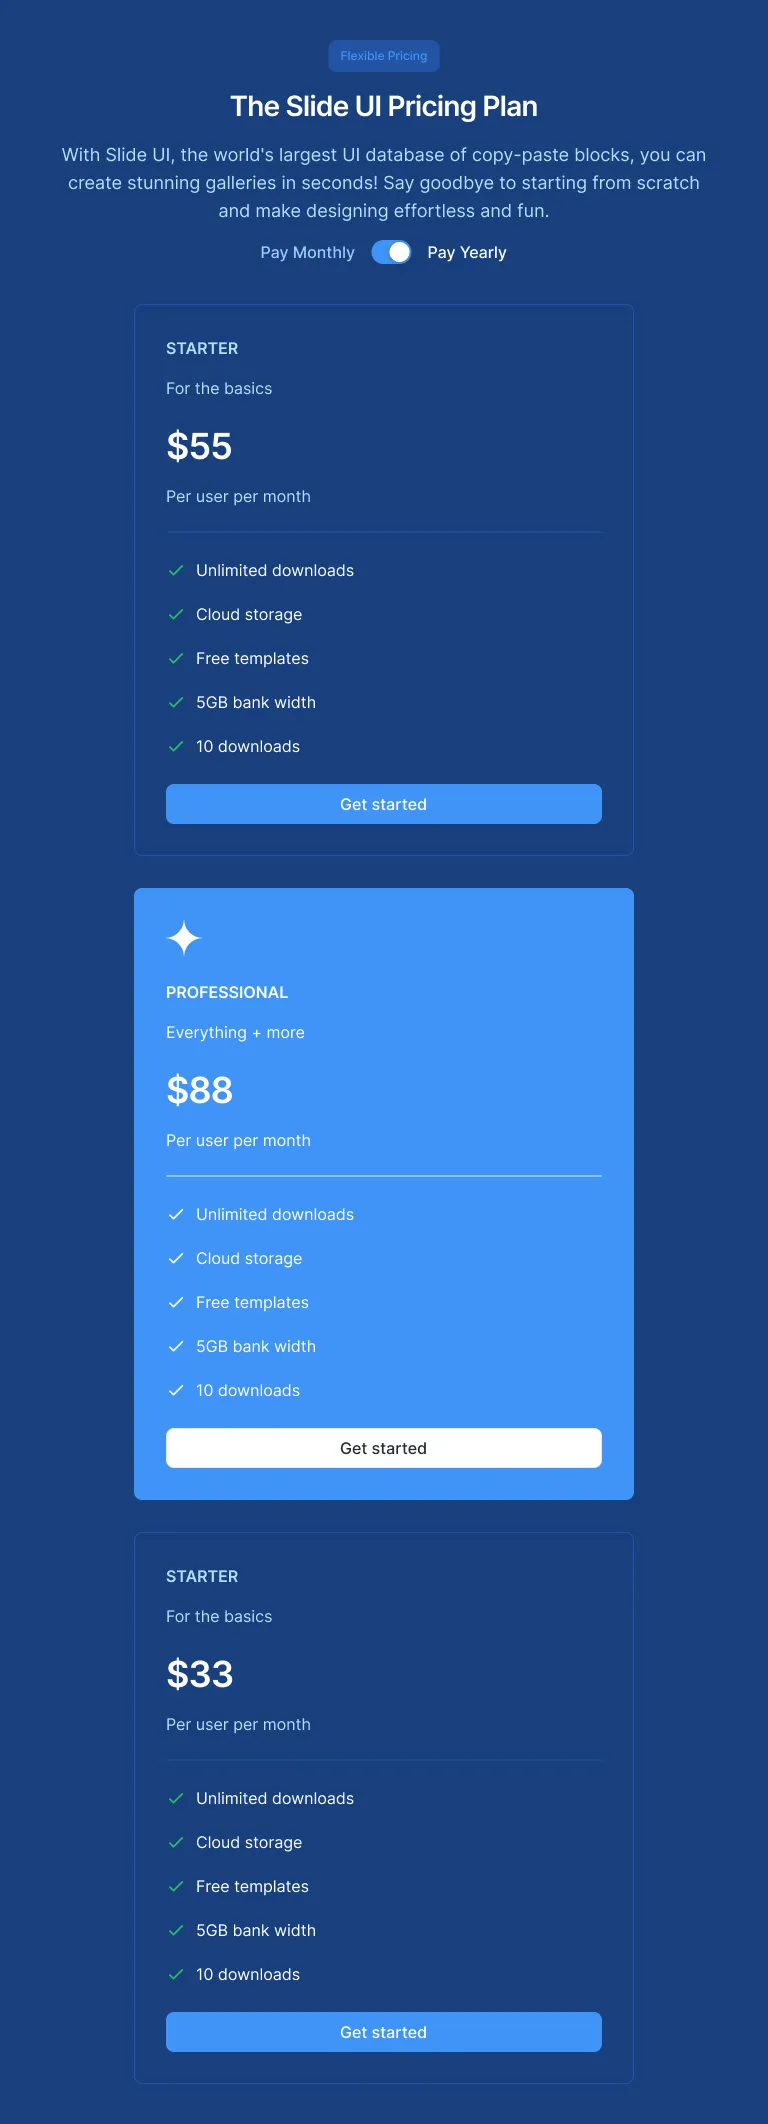 Flexible Pricing
The Slide UI Pricing Plan
With Slide UI, the world's largest UI database of copy-paste blocks, you can
create stunning galleries in seconds! Say goodbye to starting from scratch
and make designing effortless and fun.
Pay Monthly Pay Yearly
STARTER
For the basics
$55
Per user per month
Unlimited downloads
Cloud storage
Free templates
5GB bank width
10 downloads
Get started
PROFESSIONAL
Everything + more
$88
Per user per month
Unlimited downloads
Cloud storage
Free templates
5GB bank width
10 downloads
Get started
STARTER
For the basics
$33
Per user per month
Unlimited downloads
Cloud storage
Free templates
5GB bank width
10 downloads
Get started